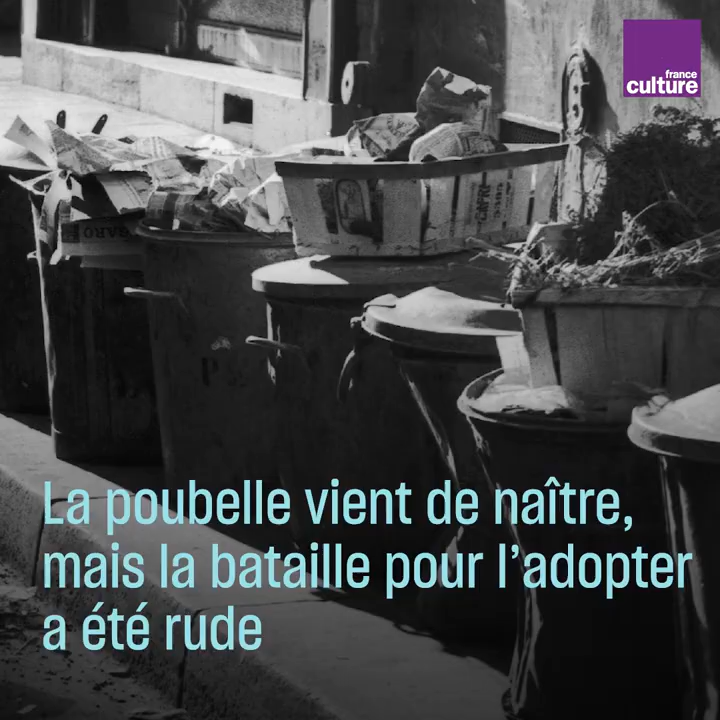 france
culture
La poubelle vient de naître,
mais la bataille pour l’adopter
a été rude